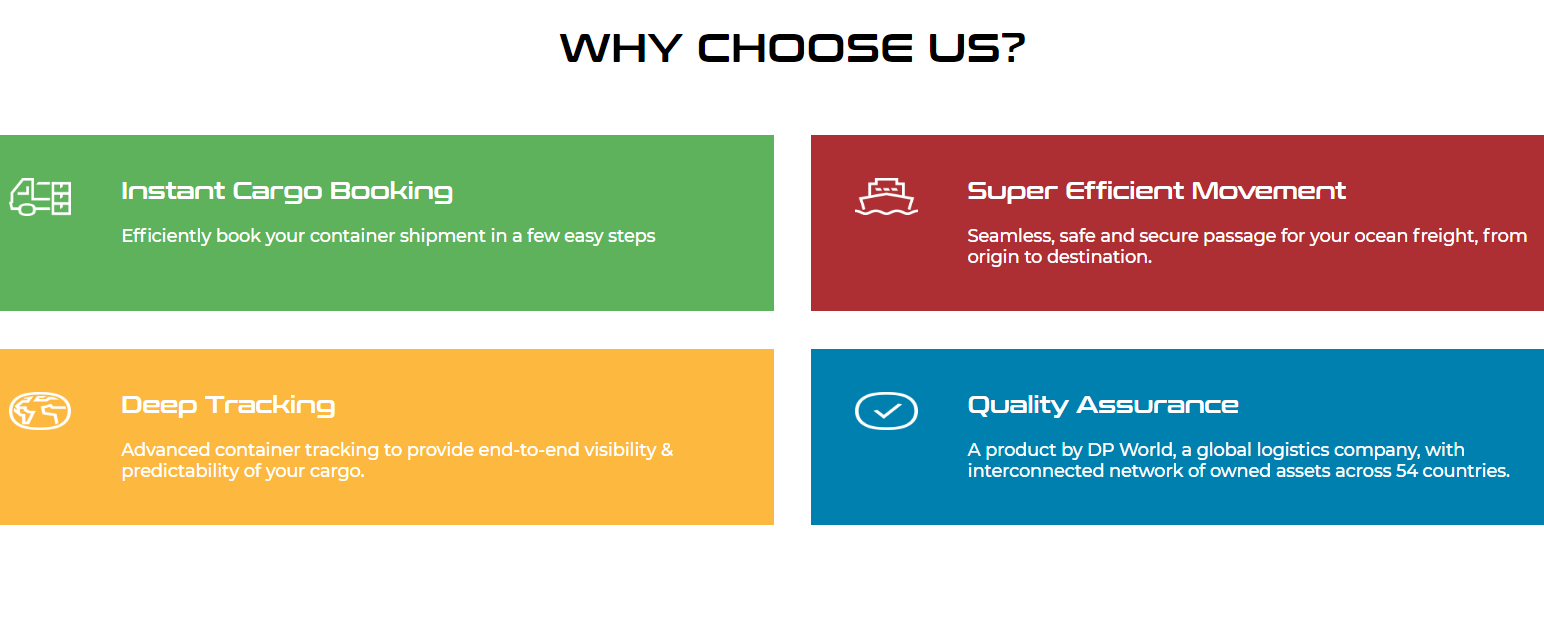 WHY CHOOSE US?
Instant Cargo Booking
Efficiently book your container shipment in a few easy steps
Super Efficient Movement
Seamless, safe and secure passage for your ocean freight, from
origin to destination.
Deep Tracking
Advanced container tracking to provide end-to-end visibility &
predictability of your cargo.
Quality Assurance
A product by DP World, a global logistics company, with
interconnected network of owned assets across 54 countries.